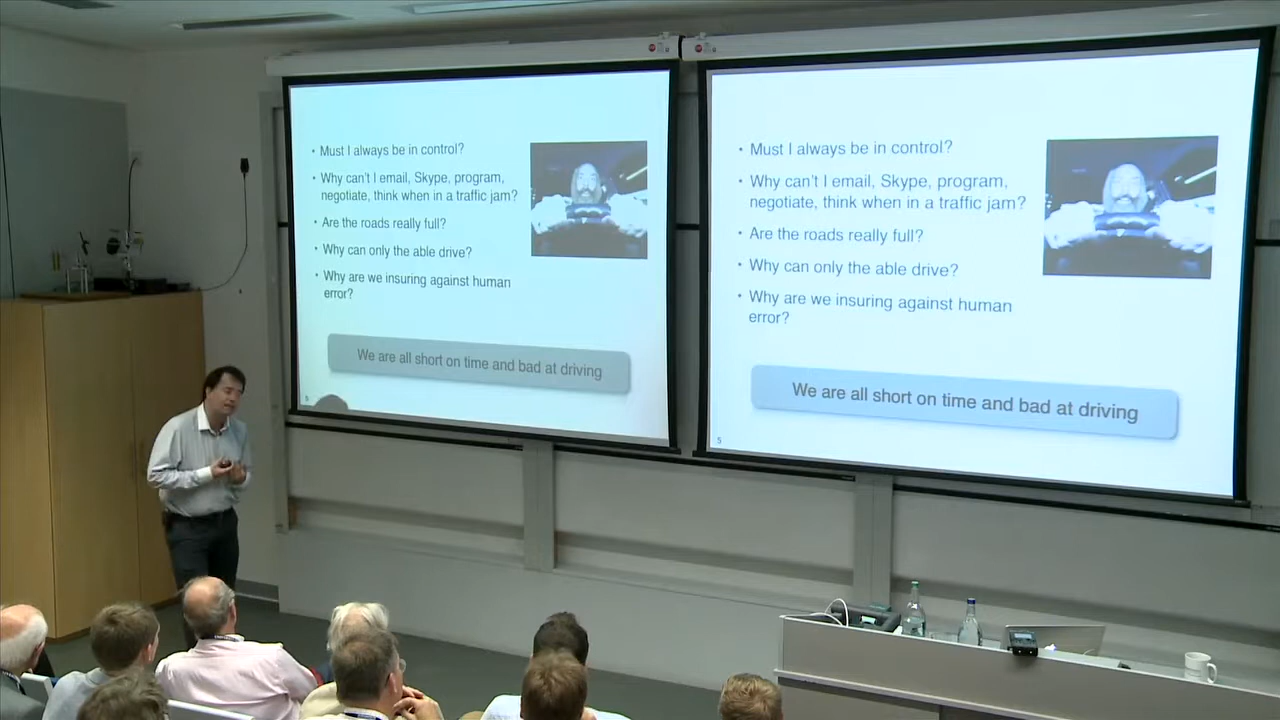 • Must I always be in control?
• Why can't I email, Skype, program,
negotiate, think when in a traffic jam?
• Are the roads really full?
• Why can only the able drive?
• Why are we insuring against human
error?
We are all short on time and bad at driving
• Must I always be in control?
• Why can't I email, Skype, program,
negotiate, think when in a traffic jam?
• Are the roads really full?
• Why can only the able drive?
• Why are we insuring against human
error?
We are all short on time and bad at driving
5